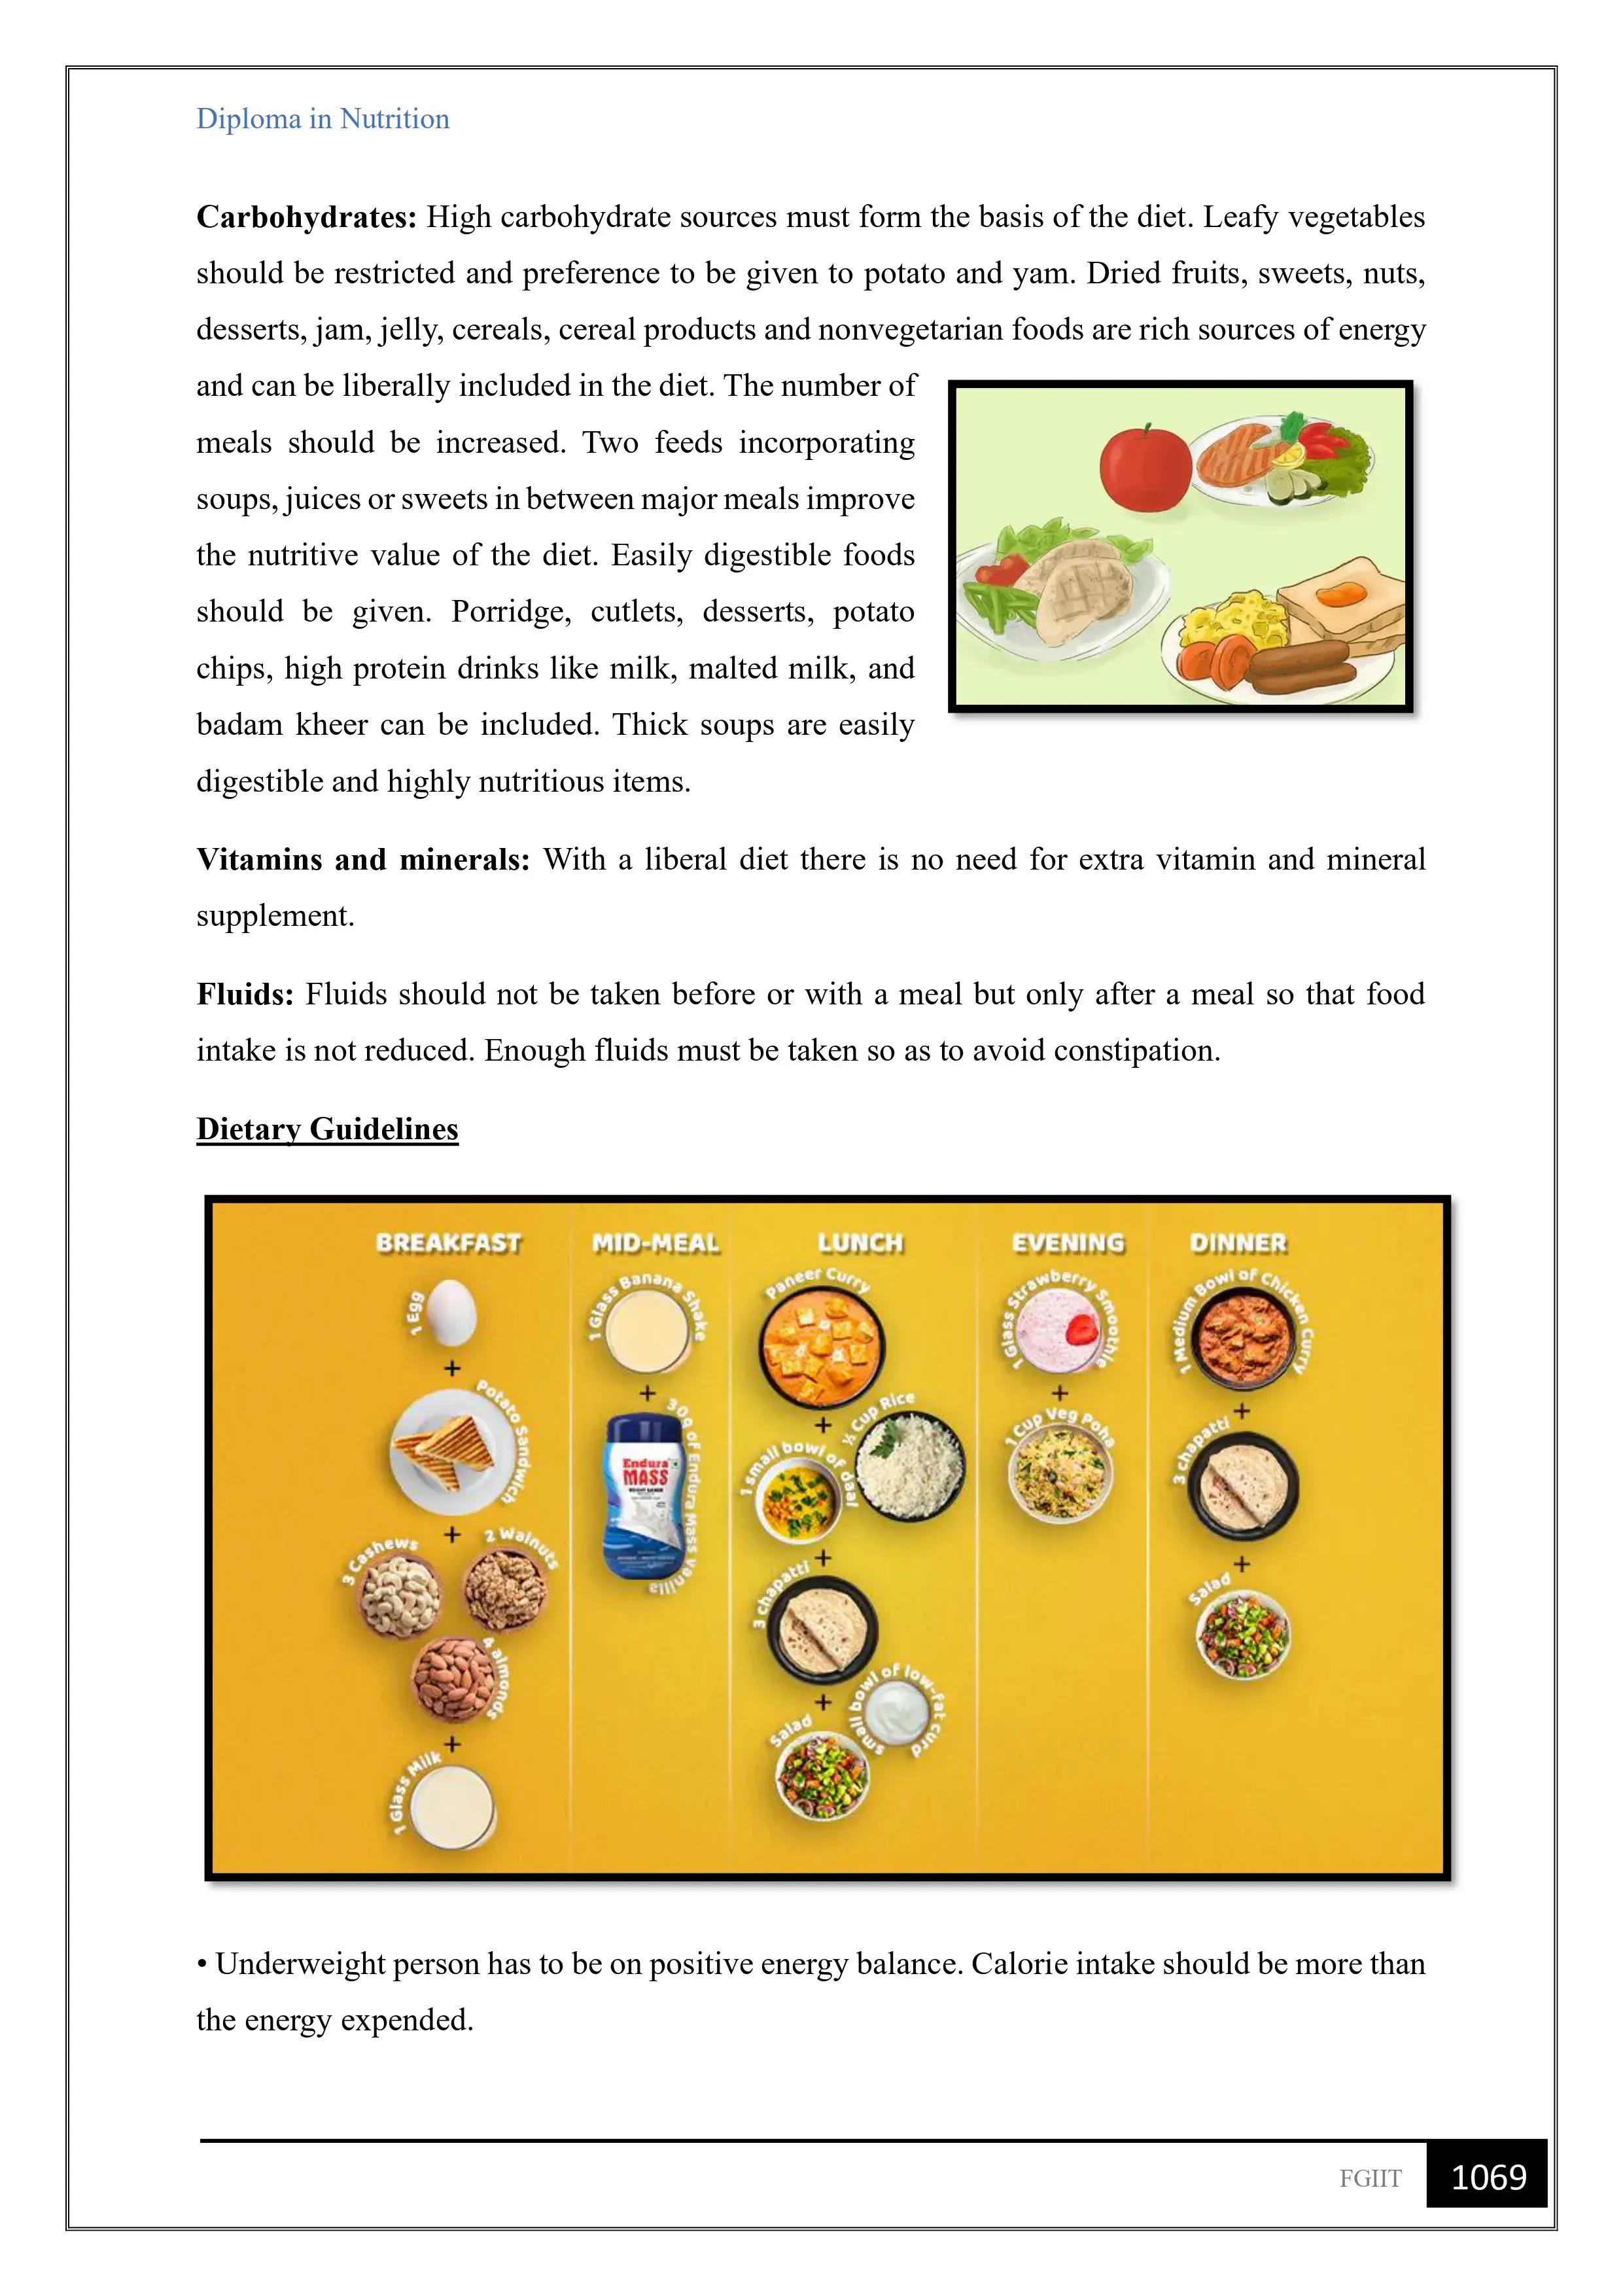 Diploma in Nutrition
Carbohydrates: High carbohydrate sources must form the basis of the diet. Leafy vegetables
should be restricted and preference to be given to potato and yam. Dried fruits, sweets, nuts,
desserts, jam, jelly, cereals, cereal products and nonvegetarian foods are rich sources of energy
and can be liberally included in the diet. The number of
meals should be increased. Two feeds incorporating
soups, juices or sweets in between major meals improve
the nutritive value of the diet. Easily digestible foods
should be given. Porridge, cutlets, desserts, potato
chips, high protein drinks like milk, malted milk, and
badam kheer can be included. Thick soups are easily
digestible and highly nutritious items.
Vitamins and minerals: With a liberal diet there is no need for extra vitamin and mineral
supplement.
Fluids: Fluids should not be taken before or with a meal but only after a meal so that food
intake is not reduced. Enough fluids must be taken so as to avoid constipation.
Dietary Guidelines
BREAKFAST
1 Egg
+
Potato Sandwich
+
3 Cashews
2 Walnuts
4 almonds
+
1 Glass Milk
MID-MEAL
1 Glass Banana Shake
+
30g of Endura Mass vanilla
Endura
MASS
WEIGHT GAINER
LUNCH
Paneer Curry
+
½ Cup Rice
1 small bowl of daal
+
3 chapatti
+
small bowl of low-fat curd
Salad
EVENING
1 Glass Strawberry Smoothie
+
1 Cup Veg Poha
DINNER
1 Medium Bowl of Chicken Curry
+
3 chapatti
+
Salad
• Underweight person has to be on positive energy balance. Calorie intake should be more than
the energy expended.
FGIIT
1069